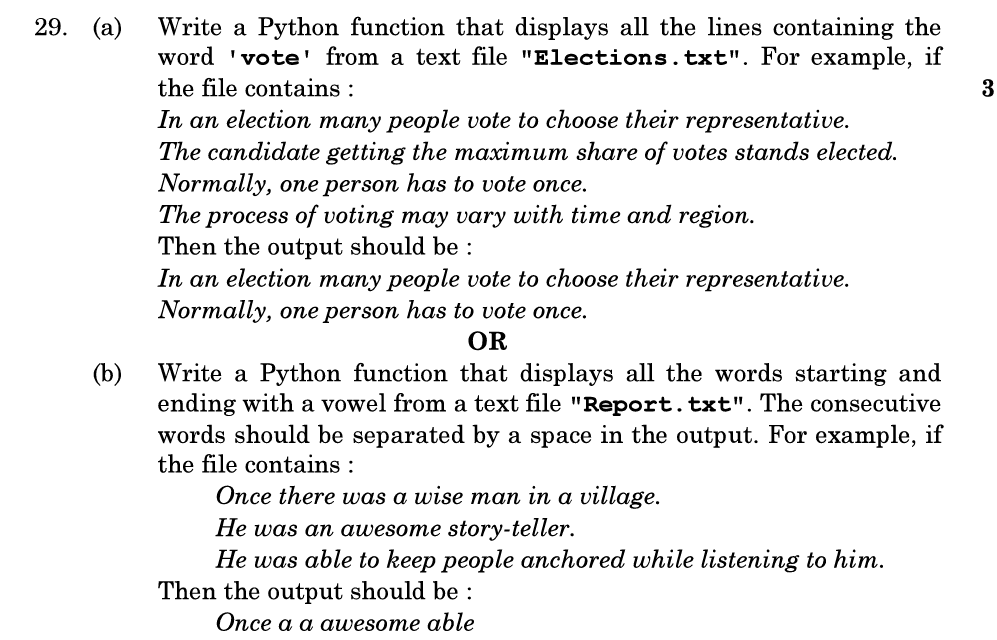 29. (a) Write a Python function that displays all the lines containing the
word 'vote' from a text file "Elections.txt". For example, if
the file contains : 3
In an election many people vote to choose their representative.
The candidate getting the maximum share of votes stands elected.
Normally, one person has to vote once.
The process of voting may vary with time and region.
Then the output should be :
In an election many people vote to choose their representative.
Normally, one person has to vote once.
OR
(b) Write a Python function that displays all the words starting and
ending with a vowel from a text file "Report.txt". The consecutive
words should be separated by a space in the output. For example, if
the file contains :
Once there was a wise man in a village.
He was an awesome story-teller.
He was able to keep people anchored while listening to him.
Then the output should be :
Once a a awesome able